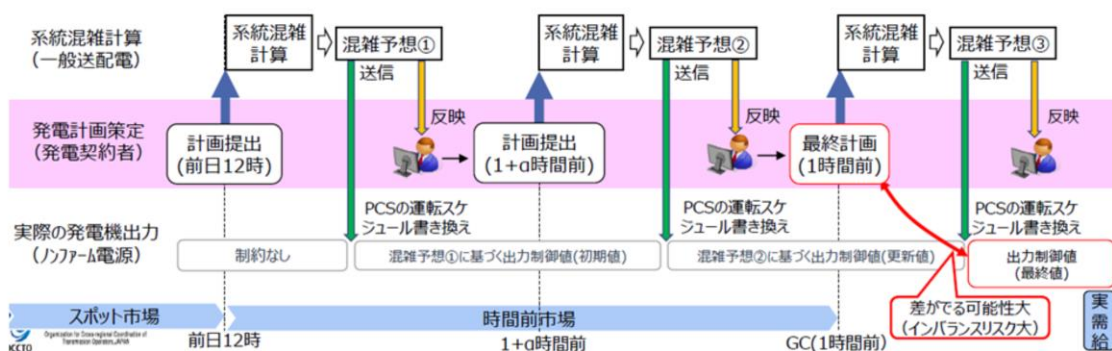 系統混雑計算
(一般送配電)
系統混雑
計算
混雑予想①
系統混雑
計算
混雑予想②
系統混雑
計算
混雑予想③
送信
送信
送信
反映
反映
反映
発電計画策定
(発電契約者)
計画提出
(前日12時)
計画提出
(1+α時間前)
最終計画
(1時間前)
PCSの運転スケ
ジュール書き換え
PCSの運転スケ
ジュール書き換え
PCSの運転スケ
ジュール書き換え
実際の発電機出力
(ノンファーム電源)
制約なし
混雑予想①に基づく出力制御値(初期値)
混雑予想②に基づく出力制御値(更新値)
出力制御値
(最終値)
差がでる可能性大
(インバランスリスク大)
スポット市場
時間前市場
実需給
Organization for Cross-regional Coordination of
Transmission Operators, JAPAN
前日12時
1+α時間前
GC(1時間前)